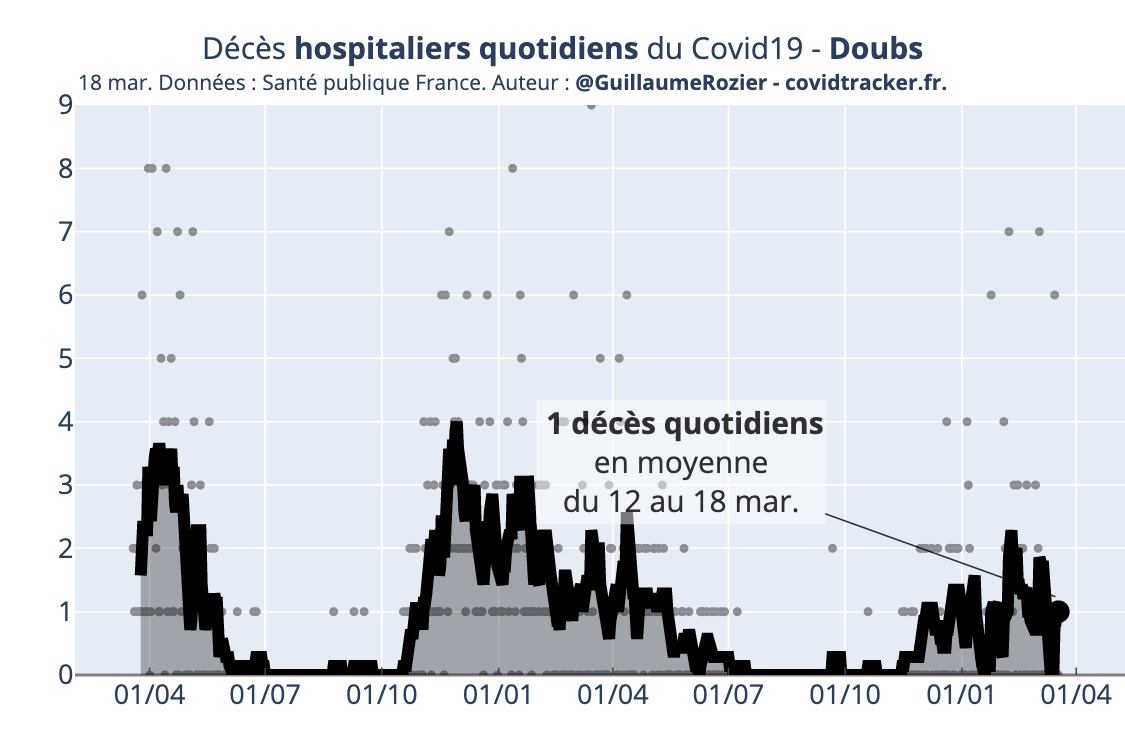 Décès hospitaliers quotidiens du Covid19 - Doubs
18 mar. Données : Santé publique France. Auteur : @GuillaumeRozier - covidtracker.fr.
9
8
7
6
5
4
3
2
1
0
1 décès quotidiens
en moyenne
du 12 au 18 mar.
01/04 01/07 01/10 01/01 01/04 01/07 01/10 01/01 01/04